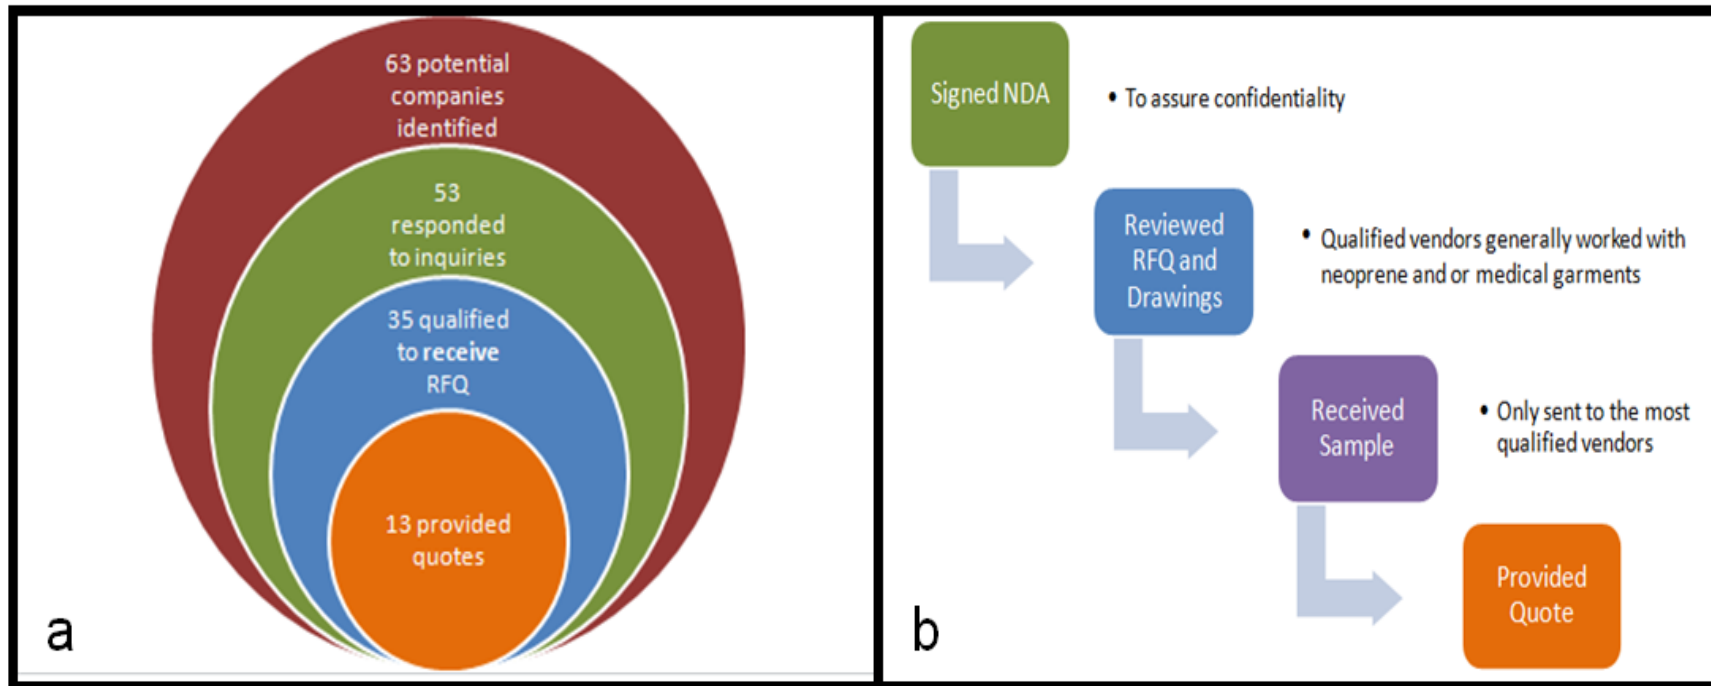 63 potential
companies
identified
53
responded
to inquiries
35 qualified
to receive
RFQ
13 provided
quotes
a
Signed NDA
• To assure confidentiality
Reviewed
RFQ and
Drawings
• Qualified vendors generally worked with
neoprene and or medical garments
Received
Sample
• Only sent to the most
qualified vendors
Provided
Quote
b